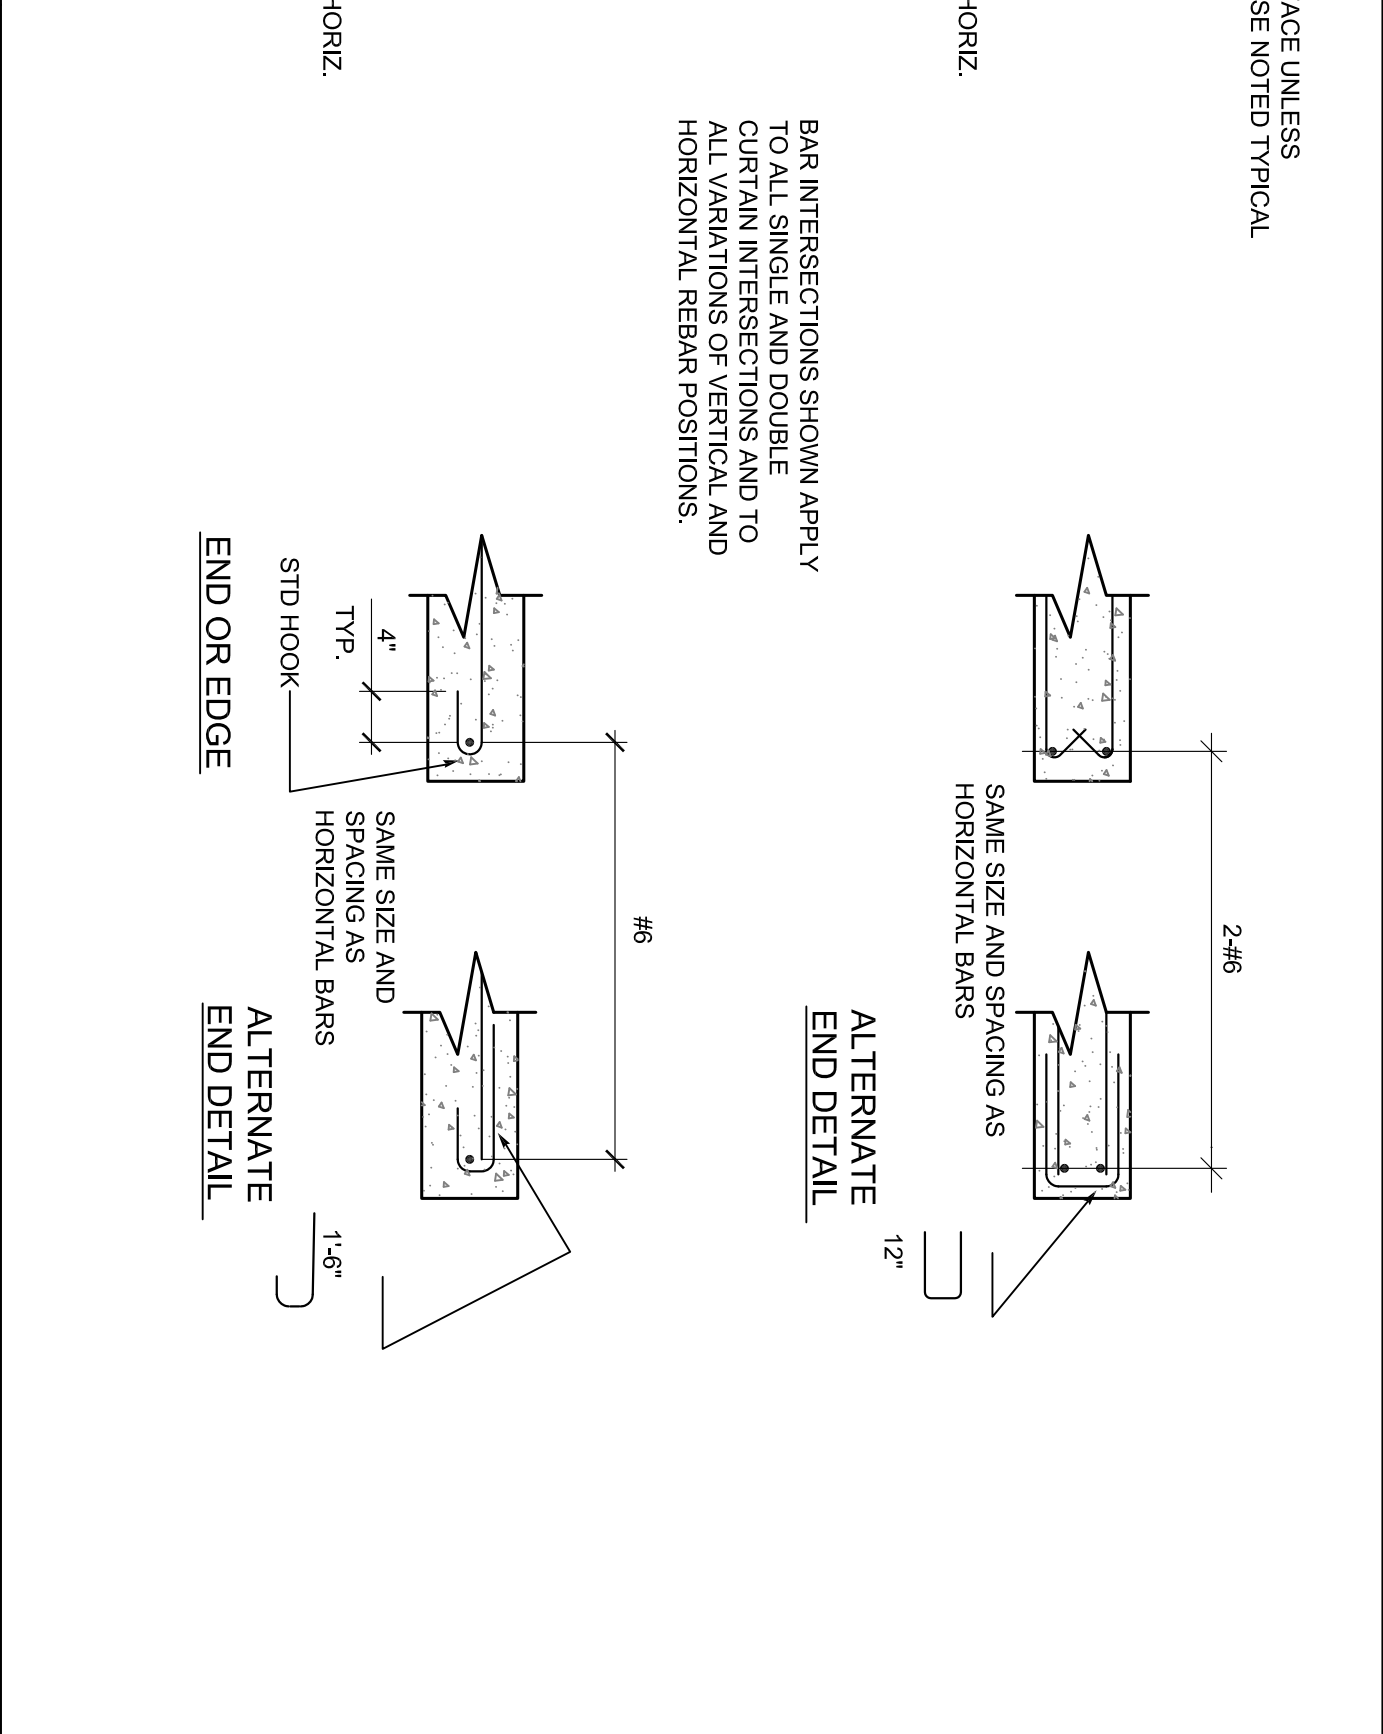 ACE UNLESS
SE NOTED TYPICAL
2-#6
HORIZ.
SAME SIZE AND SPACING AS
HORIZONTAL BARS
12"
ALTERNATE
END DETAIL
BAR INTERSECTIONS SHOWN APPLY
TO ALL SINGLE AND DOUBLE
CURTAIN INTERSECTIONS AND TO
ALL VARIATIONS OF VERTICAL AND
HORIZONTAL REBAR POSITIONS.
#6
HORIZ.
4"
TYP.
STD HOOK
SAME SIZE AND
SPACING AS
HORIZONTAL BARS
1'-6"
END OR EDGE
ALTERNATE
END DETAIL